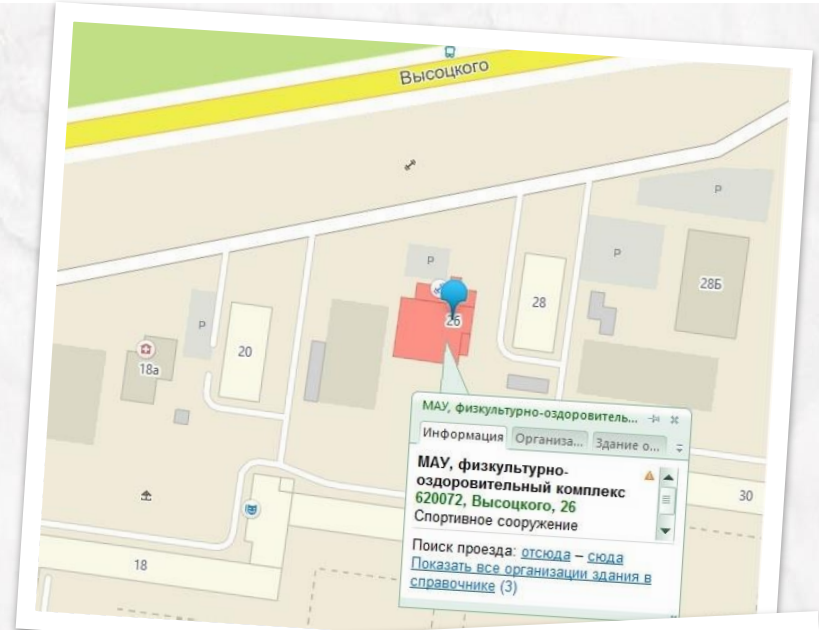 Высоцкого
P
P
P
28Б
28
26
P
20
18а
18
30
МАУ, физкультурно-оздоровитель...
Информация
Организа...
Здание о...
МАУ, физкультурно-
оздоровительный комплекс
620072, Высоцкого, 26
Спортивное сооружение
Поиск проезда: отсюда – сюда
Показать все организации здания в
справочнике (3)